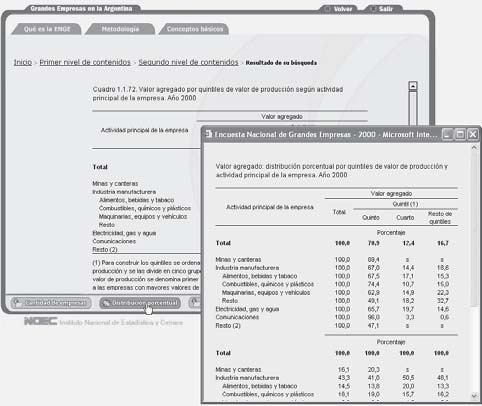 Grandes Empresas en la Argentina
Volver
Salir
Qué es la ENGE
Metodología
Conceptos básicos
Inicio > Primer nivel de contenidos > Segundo nivel de contenidos > Resultado de su búsqueda
Cuadro 1.1.72. Valor agregado por quintiles de valor de producción según actividad
principal de la empresa. Año 2000
Valor agregado
Actividad principal de la empresa
Total
Minas y canteras
Industria manufacturera
Alimentos, bebidas y tabaco
Combustibles, químicos y plásticos
Maquinarias, equipos y vehículos
Resto
Electricidad, gas y agua
Comunicaciones
Resto (2)
(1) Para construir los quintiles se ordena
producción y se las divide en cinco grup
valor de producción se denomina primer
a las empresas con mayores valores de
Cantidad de empresas
% Distribución porcentual
INDEC Instituto Nacional de Estadística y Censos
Encuesta Nacional de Grandes Empresas - 2000 - Microsoft Inte...
Valor agregado: distribución porcentual por quintiles de valor de producción y
actividad principal de la empresa. Año 2000
Valor agregado
Actividad principal de la empresa
Total
Quintil (1)
Quinto Cuarto Resto de
quintiles
Porcentaje
Total 100,0 70,9 12,4 16,7
Minas y canteras 100,0 89,4 s s
Industria manufacturera 100,0 67,0 14,4 18,6
Alimentos, bebidas y tabaco 100,0 67,5 17,1 15,3
Combustibles, químicos y plásticos 100,0 74,4 10,7 15,0
Maquinarias, equipos y vehículos 100,0 62,9 14,9 22,3
Resto 100,0 49,1 18,2 32,7
Electricidad, gas y agua 100,0 65,7 19,7 14,6
Comunicaciones 100,0 96,0 3,3 0,6
Resto (2) 100,0 47,1 s s
Porcentaje
Total 100,0 100,0 100,0 100,0
Minas y canteras 16,1 20,3 s s
Industria manufacturera 43,3 41,0 50,5 48,1
Alimentos, bebidas y tabaco 14,5 13,8 20,0 13,3
Combustibles, químicos y plásticos 18,1 19,0 15,7 16,2